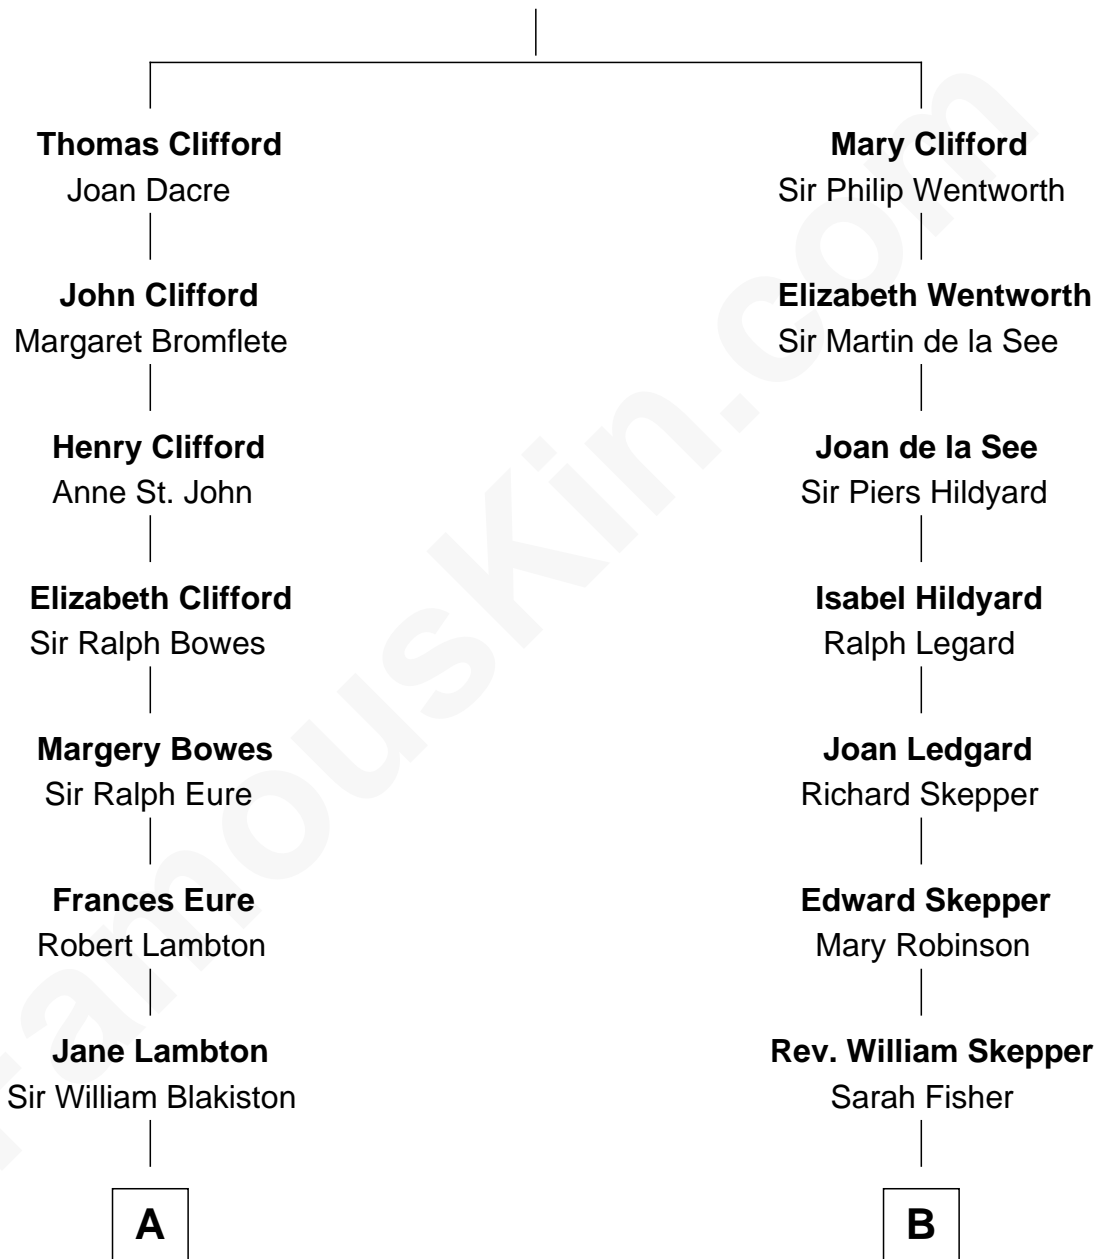 Thomas Clifford
Joan Dacre
John Clifford
Margaret Bromflete
Henry Clifford
Anne St. John
Elizabeth Clifford
Sir Ralph Bowes
Margery Bowes
Sir Ralph Eure
Frances Eure
Robert Lambton
Jane Lambton
Sir William Blakiston
A
Mary Clifford
Sir Philip Wentworth
Elizabeth Wentworth
Sir Martin de la See
Joan de la See
Sir Piers Hildyard
Isabel Hildyard
Ralph Legard
Joan Ledgard
Richard Skepper
Edward Skepper
Mary Robinson
Rev. William Skepper
Sarah Fisher
B
FamousKin.com